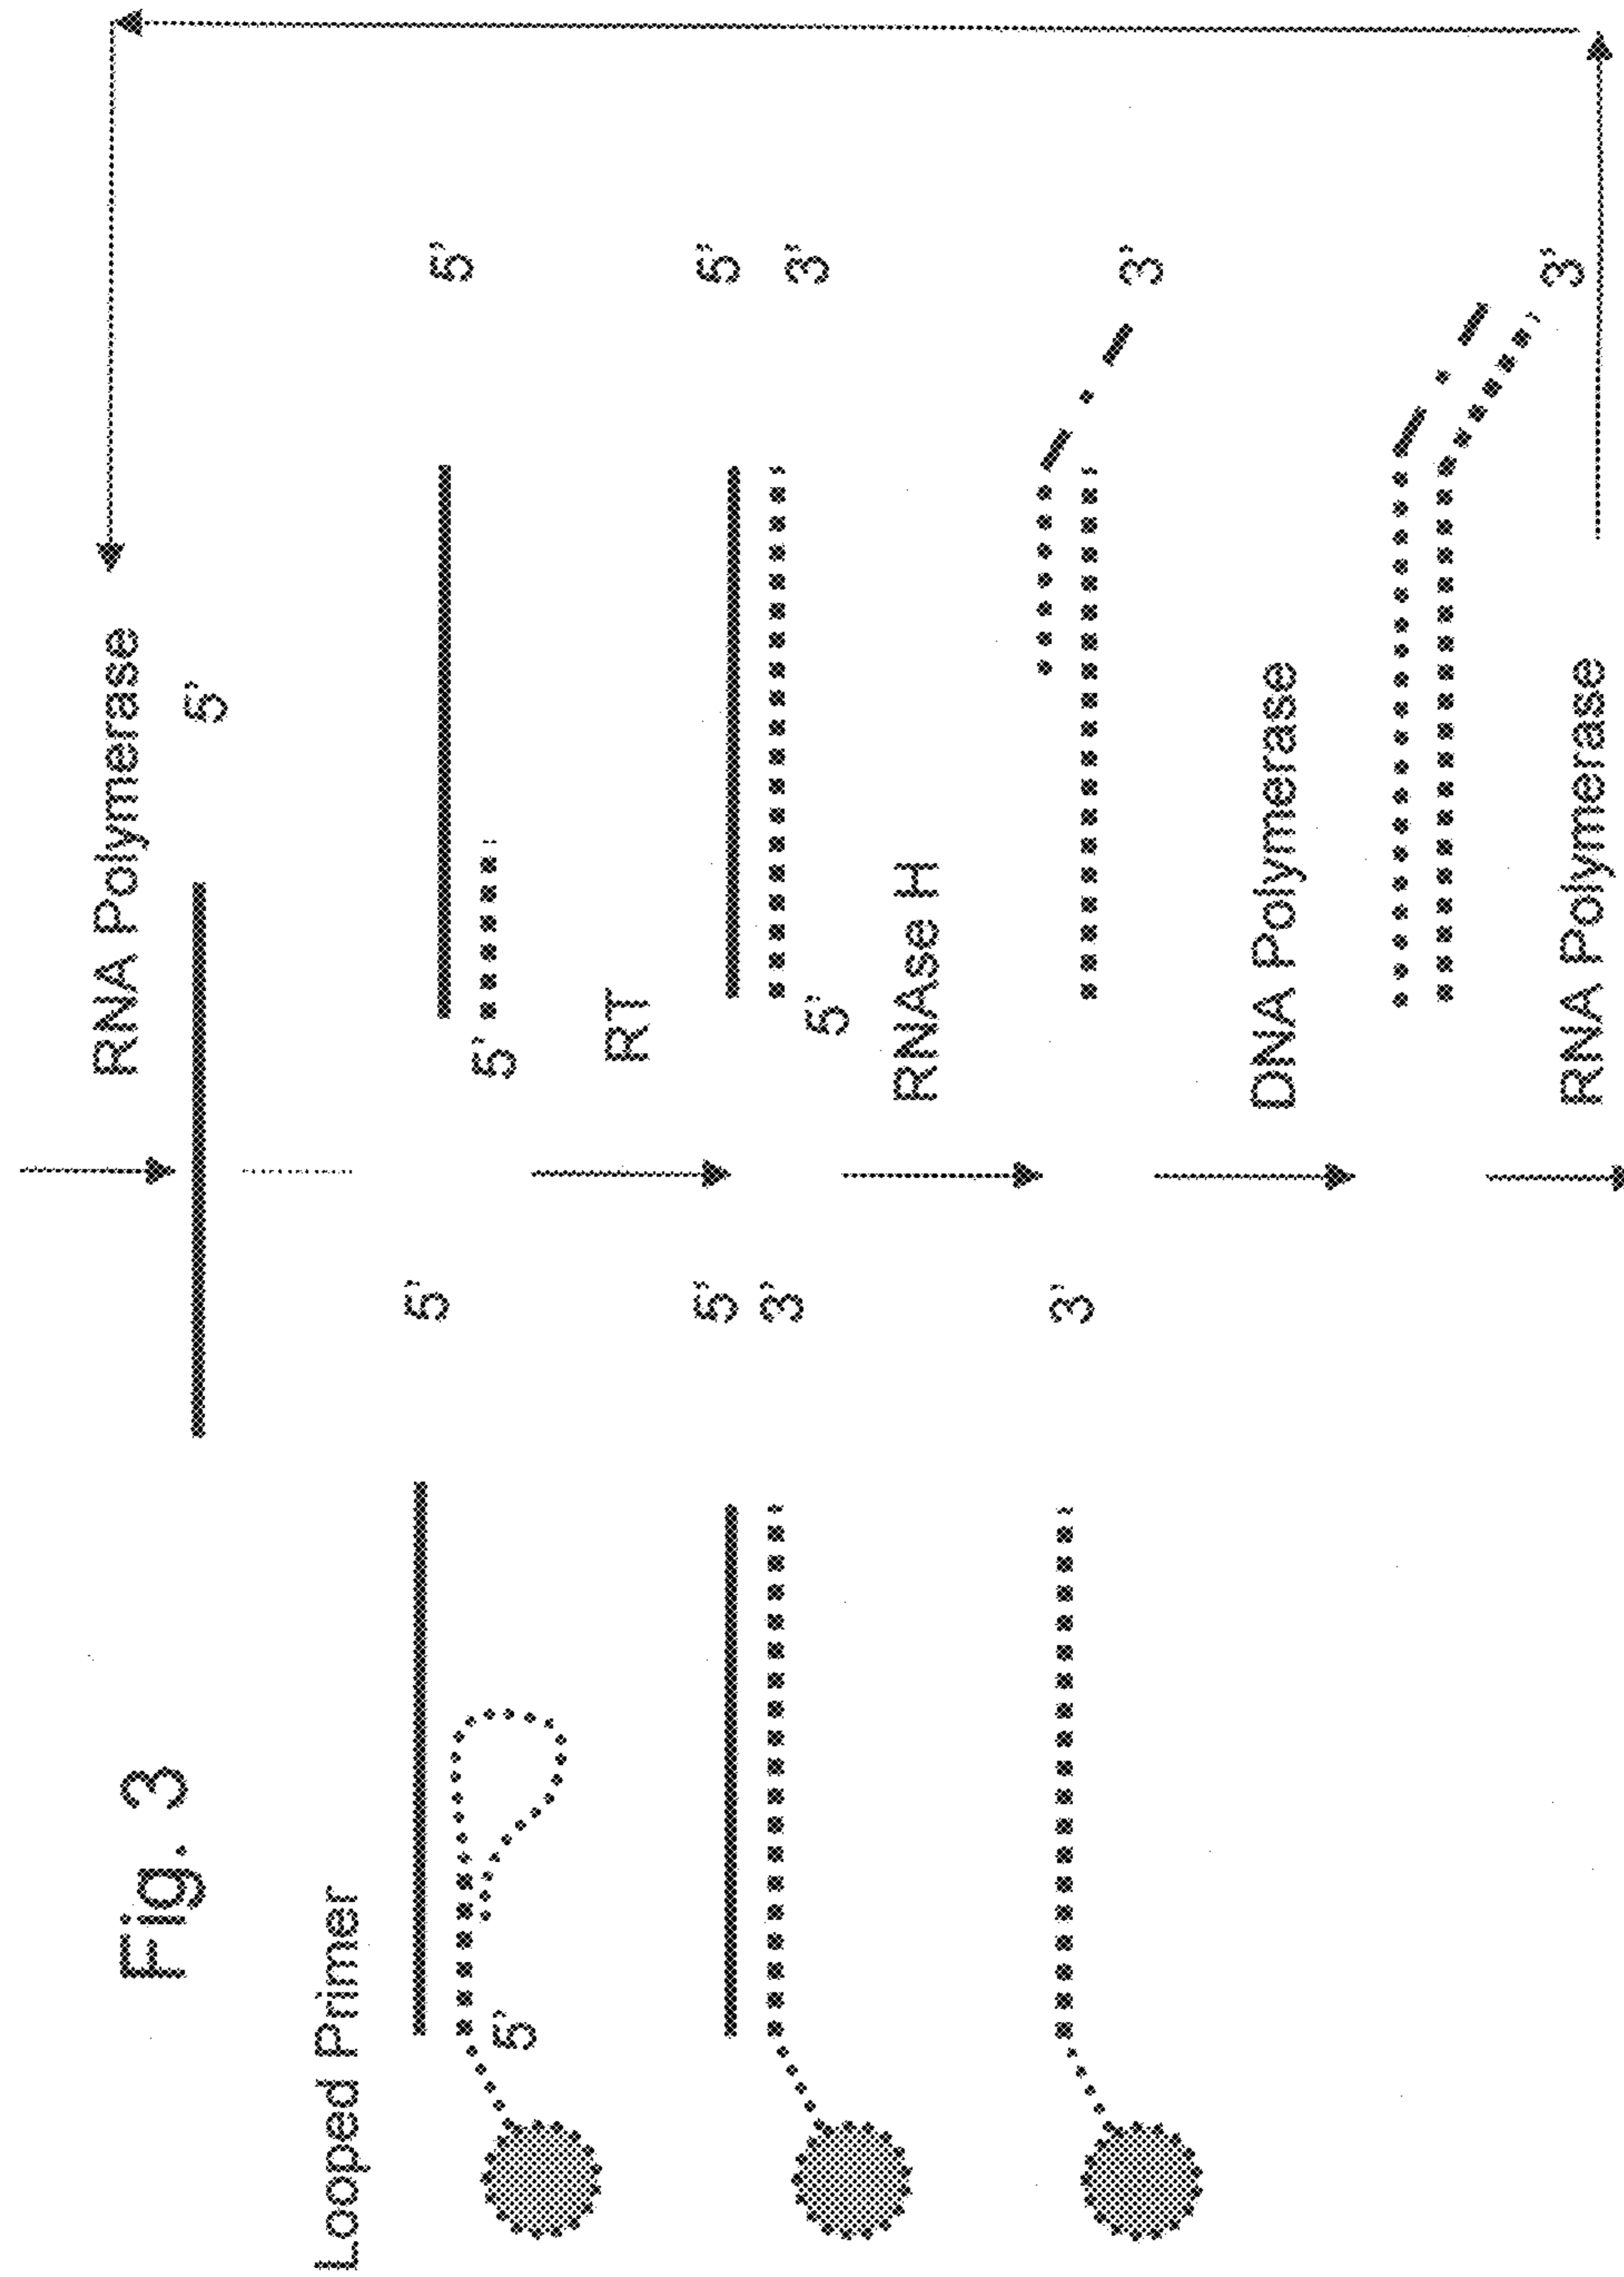 Fig. 3
RNA Polymerase
5'
Looped Primer
5'
5'
5'
5'
RT
5'
5'
3'
3'
5'
RNAse H
3'
3'
DNA Polymerase
3'
RNA Polymerase